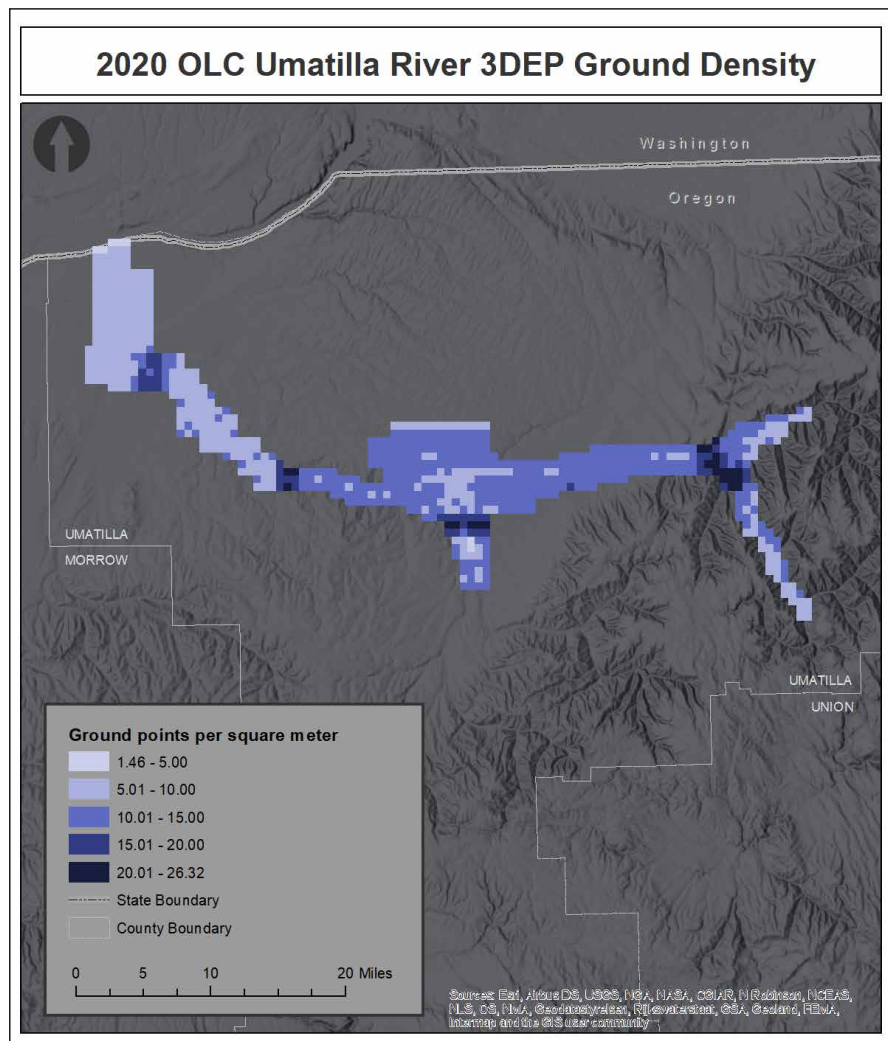 2020 OLC Umatilla River 3DEP Ground Density
Washington
Oregon
UMATILLA
MORROW
UMATILLA
UNION
Ground points per square meter
1.46 - 5.00
5.01 - 10.00
10.01 - 15.00
15.01 - 20.00
20.01 - 26.32
State Boundary
County Boundary
0 5 10 20 Miles
Sources: Esri, Airbus DS, USGS, NGA, NASA, CGIAR, N Robinson, NCEAS,
NLS, OS, NMA, Geodatastyrelsen, Rijkswaterstaat, GSA, Geoland, FEMA,
Intermap and the GIS user community